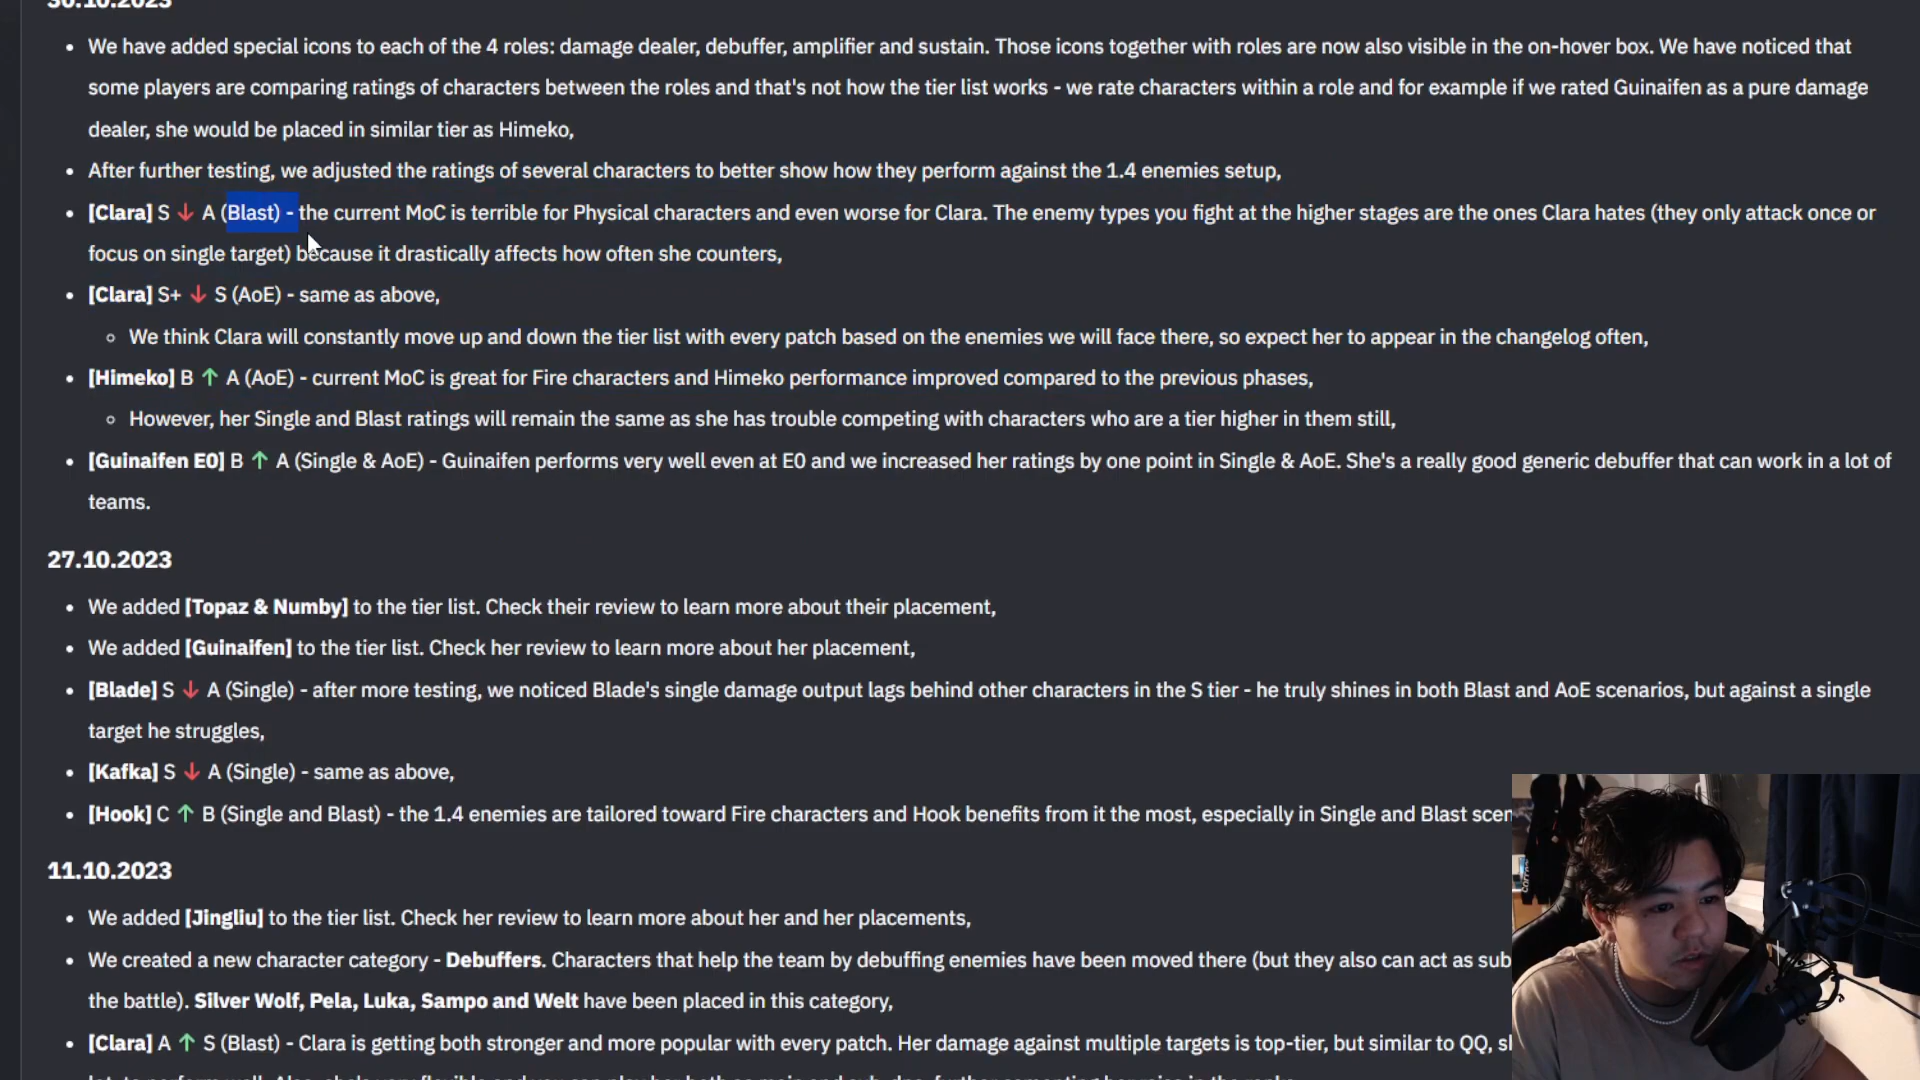 30.10.2023
We have added special icons to each of the 4 roles: damage dealer, debuffer, amplifier and sustain. Those icons together with roles are now also visible in the on-hover box. We have noticed that
some players are comparing ratings of characters between the roles and that's not how the tier list works - we rate characters within a role and for example if we rated Guinaifen as a pure damage
dealer, she would be placed in similar tier as Himeko,
After further testing, we adjusted the ratings of several characters to better show how they perform against the 1.4 enemies setup,
[Clara] S ↓ A (Blast) - the current MoC is terrible for Physical characters and even worse for Clara. The enemy types you fight at the higher stages are the ones Clara hates (they only attack once or
focus on single target) because it drastically affects how often she counters,
[Clara] S+ ↓ S (AoE) - same as above,
We think Clara will constantly move up and down the tier list with every patch based on the enemies we will face there, so expect her to appear in the changelog often,
[Himeko] B ↑ A (AoE) - current MoC is great for Fire characters and Himeko performance improved compared to the previous phases,
However, her Single and Blast ratings will remain the same as she has trouble competing with characters who are a tier higher in them still,
[Guinaifen E0] B ↑ A (Single & AoE) - Guinaifen performs very well even at E0 and we increased her ratings by one point in Single & AoE. She's a really good generic debuffer that can work in a lot of
teams.
27.10.2023
We added [Topaz & Numby] to the tier list. Check their review to learn more about their placement,
We added [Guinaifen] to the tier list. Check her review to learn more about her placement,
[Blade] S ↓ A (Single) - after more testing, we noticed Blade's single damage output lags behind other characters in the S tier - he truly shines in both Blast and AoE scenarios, but against a single
target he struggles,
[Kafka] S ↓ A (Single) - same as above,
[Hook] C ↑ B (Single and Blast) - the 1.4 enemies are tailored toward Fire characters and Hook benefits from it the most, especially in Single and Blast scen
11.10.2023
We added [Jingliu] to the tier list. Check her review to learn more about her and her placements,
We created a new character category - Debuffers. Characters that help the team by debuffing enemies have been moved there (but they also can act as sub
the battle). Silver Wolf, Pela, Luka, Sampo and Welt have been placed in this category,
[Clara] A ↑ S (Blast) - Clara is getting both stronger and more popular with every patch. Her damage against multiple targets is top-tier, but similar to QQ, s